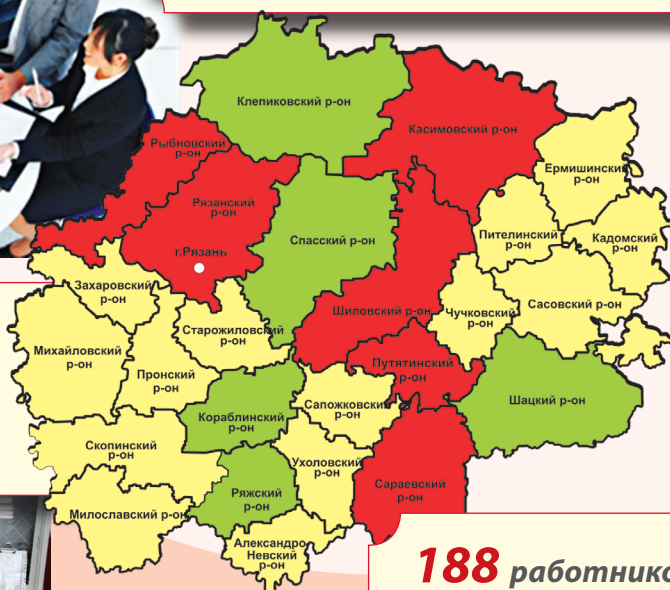 Клепиковский р-он
Касимовский р-он
Рыбновский
р-он
Ермишинский
р-он
Рязанский
р-он
г.Рязань
Спасский р-он
Пителинский
р-он
Кадомский
р-он
Захаровский
р-он
Шиловский р-он
Чучковский
р-он
Сасовский р-он
Старожиловский
р-он
Михайловский
р-он
Пронский
р-он
Путятинский
р-он
Шацкий р-он
Сапожковский
р-он
Кораблинский
р-он
Скопинский
р-он
Ухоловский
р-он
Сараевский
р-он
Ряжский
р-он
Милославский р-он
Александро
Невский
р-он
188 работнико